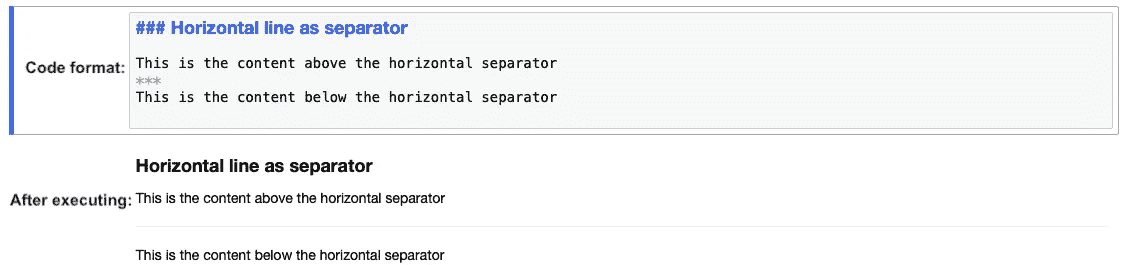 ### Horizontal line as separator
Code format:
This is the content above the horizontal separator
***
This is the content below the horizontal separator
Horizontal line as separator
After executing: This is the content above the horizontal separator
This is the content below the horizontal separator